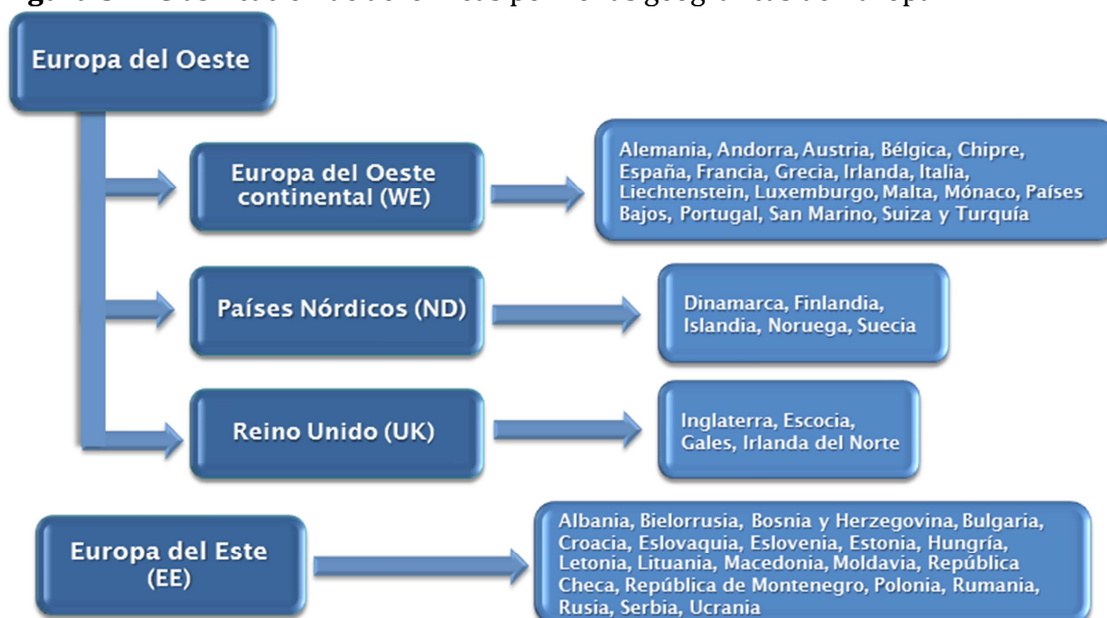 Europa del Oeste
Europa del Oeste
continental (WE)
Alemania, Andorra, Austria, Bélgica, Chipre,
España, Francia, Grecia, Irlanda, Italia,
Liechtenstein, Luxemburgo, Malta, Mónaco, Países
Bajos, Portugal, San Marino, Suiza y Turquía
Países Nórdicos (ND)
Dinamarca, Finlandia,
Islandia, Noruega, Suecia
Reino Unido (UK)
Inglaterra, Escocia,
Gales, Irlanda del Norte
Europa del Este
(EE)
Albania, Bielorrusia, Bosnia y Herzegovina, Bulgaria,
Croacia, Eslovaquia, Eslovenia, Estonia, Hungría,
Letonia, Lituania, Macedonia, Moldavia, República
Checa, República de Montenegro, Polonia, Rumania,
Rusia, Serbia, Ucrania